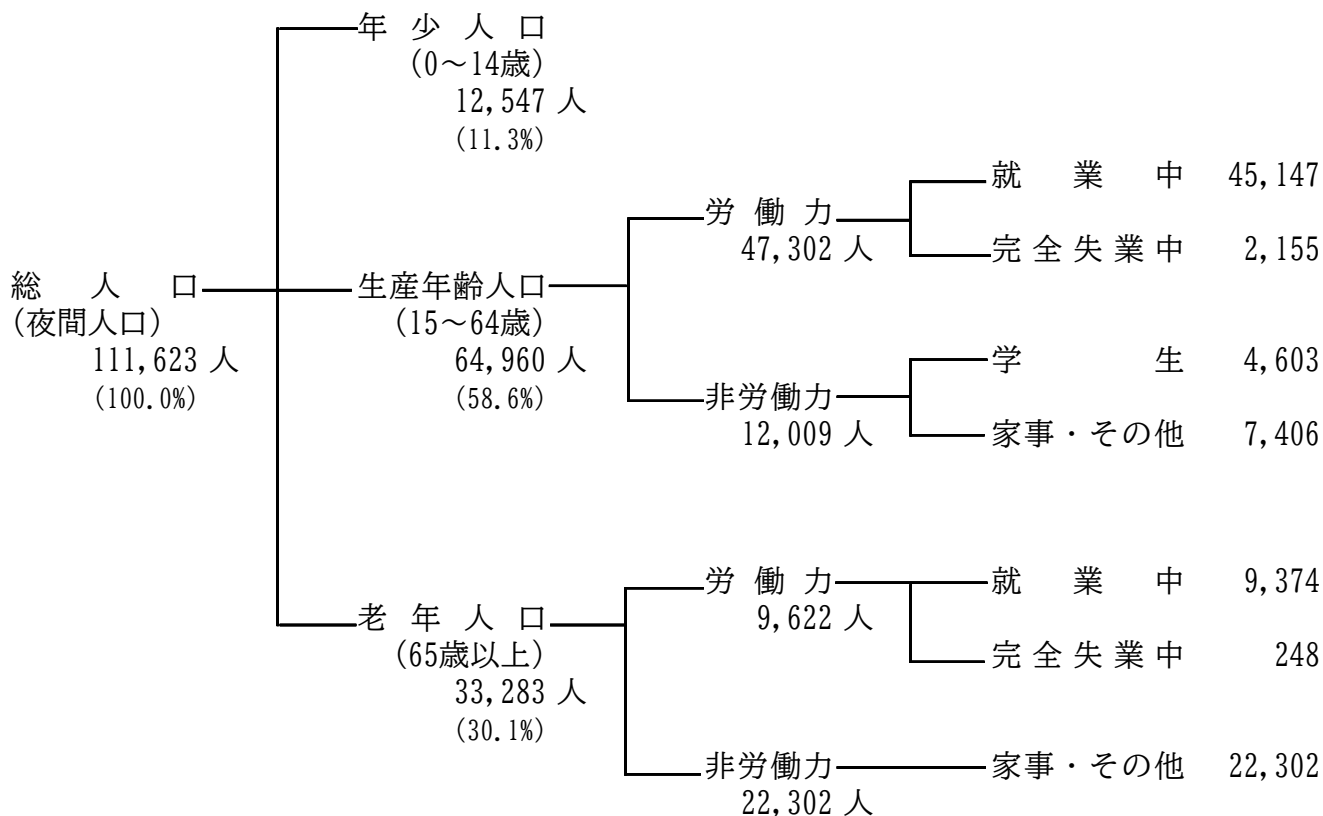 年少人口
(0～14歳)
12,547 人
(11.3%)
総人口
(夜間人口)
111,623 人
(100.0%)
生産年齢人口
(15～64歳)
64,960 人
(58.6%)
労働力
47,302 人
就業中 45,147
完全失業中 2,155
非労働力
12,009 人
学生 4,603
家事・その他 7,406
老年人口
(65歳以上)
33,283 人
(30.1%)
労働力
9,622 人
就業中 9,374
完全失業中 248
非労働力
22,302 人
家事・その他 22,302